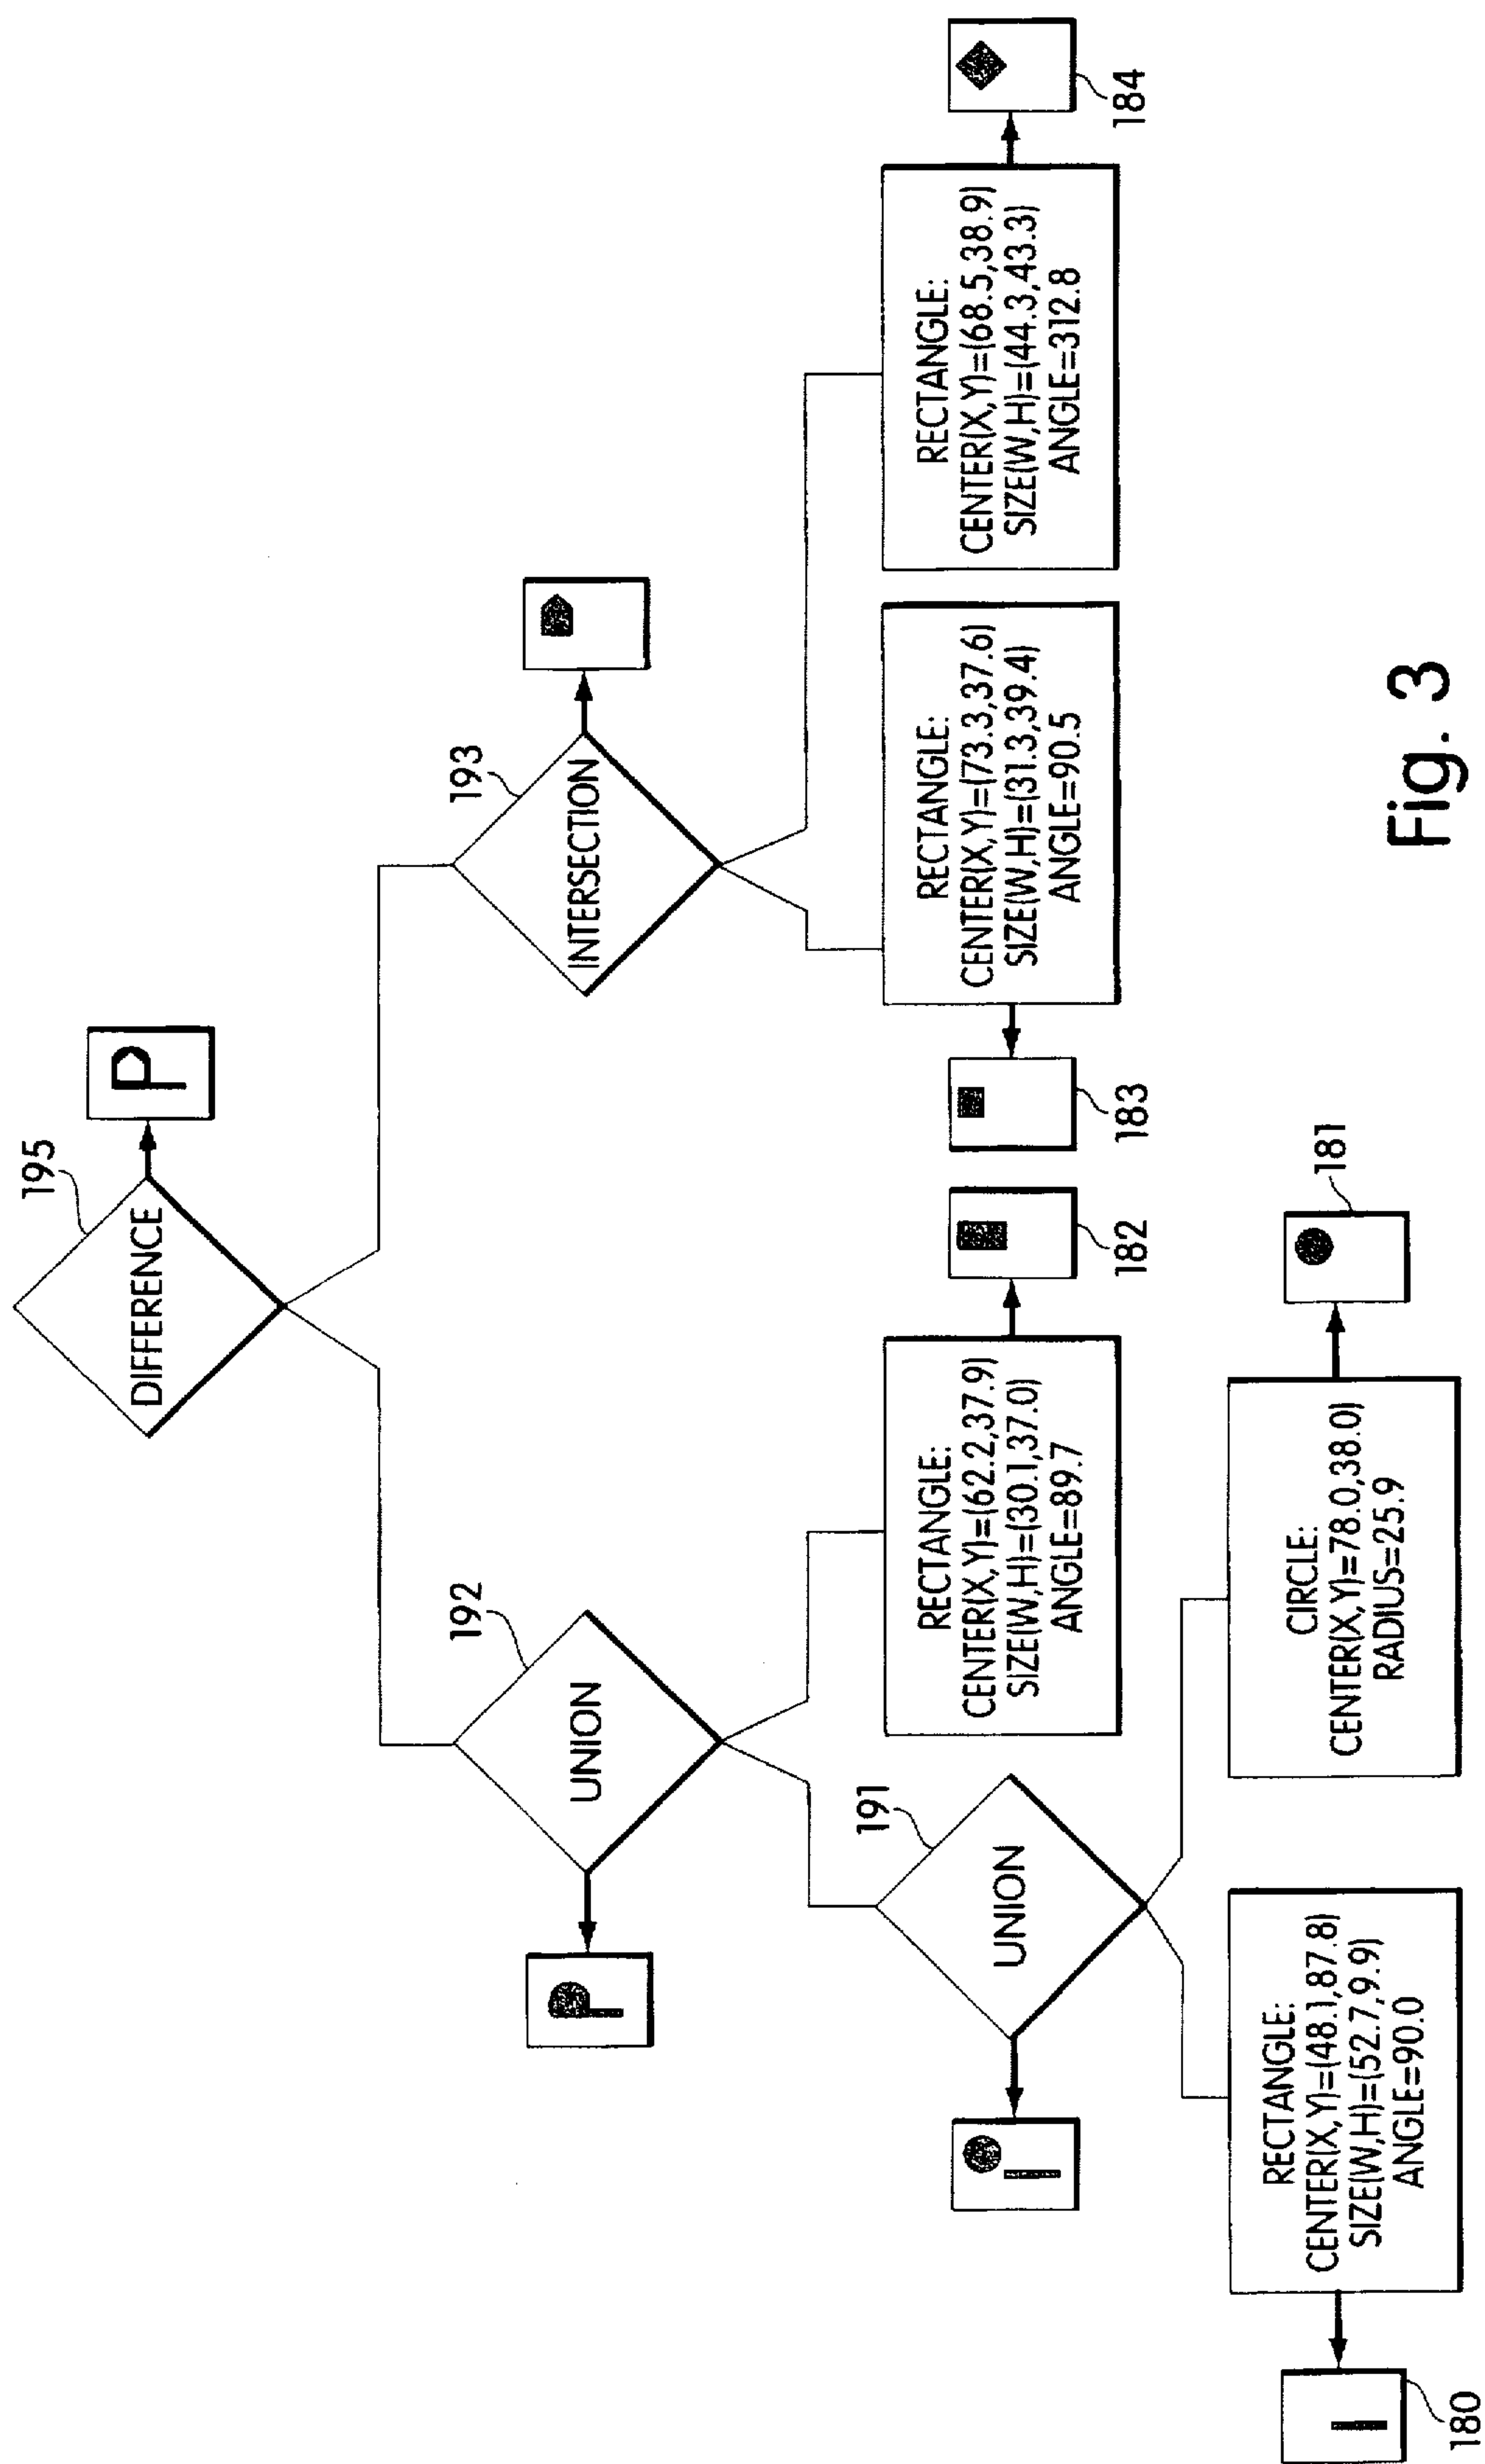 195
DIFFERENCE
P
192
193
UNION
INTERSECTION
P
191
UNION
RECTANGLE:
CENTER(X,Y)=(62.2,37.9)
SIZE(W,H)=(30.1,37.0)
ANGLE=89.7
182
183
RECTANGLE:
CENTER(X,Y)=(73.3,37.6)
SIZE(W,H)=(31.3,39.4)
ANGLE=90.5
RECTANGLE:
CENTER(X,Y)=(68.5,38.9)
SIZE(W,H)=(44.3,43.3)
ANGLE=312.8
184
180
RECTANGLE:
CENTER(X,Y)=(48.1,87.8)
SIZE(W,H)=(52.7,9.9)
ANGLE=90.0
CIRCLE:
CENTER(X,Y)=78.0,38.0)
RADIUS=25.9
181
Fig. 3